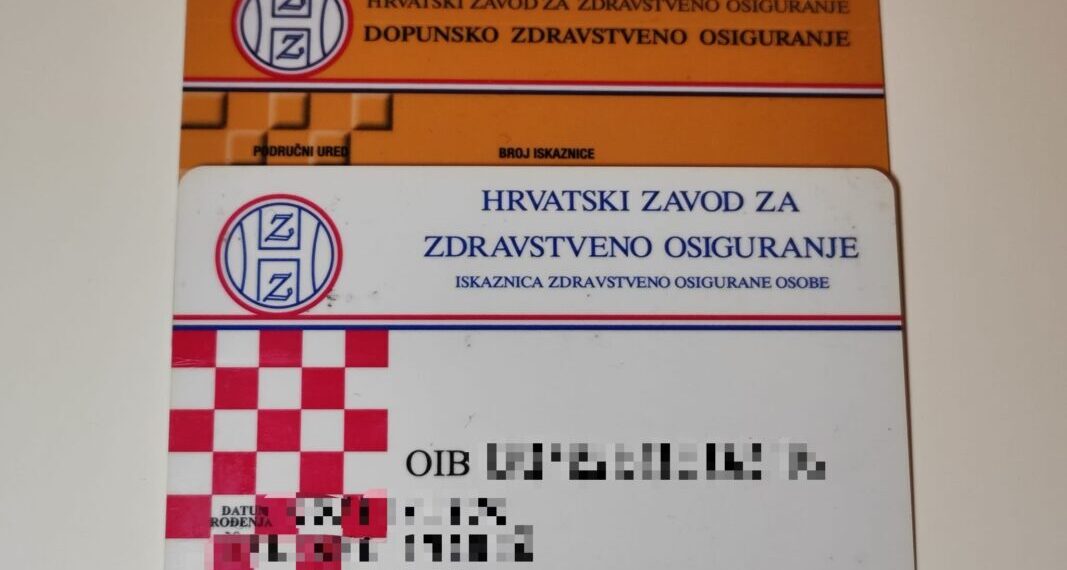 HRVATSKI ZAVOD ZA ZDRAVSTVENO OSIGURANJE
DOPUNSKO ZDRAVSTVENO OSIGURANJE
PODRUČNI URED
BROJ ISKAZNICE
Z
Z
HRVATSKI ZAVOD ZA
ZDRAVSTVENO OSIGURANJE
ISKAZNICA ZDRAVSTVENO OSIGURANE OSOBE
OIB
DATUM
ROĐENJA